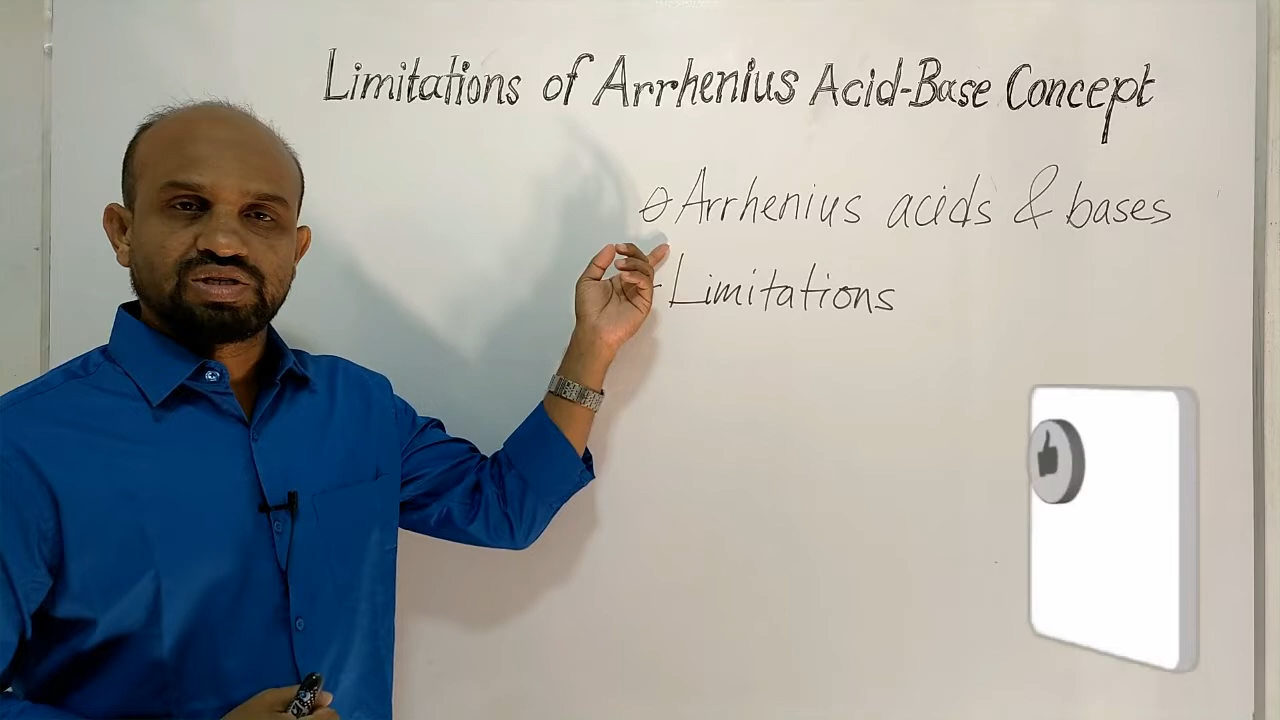 Limitations of Arrhenius Acid-Base Concept
Arrhenius acids & bases
Limitations